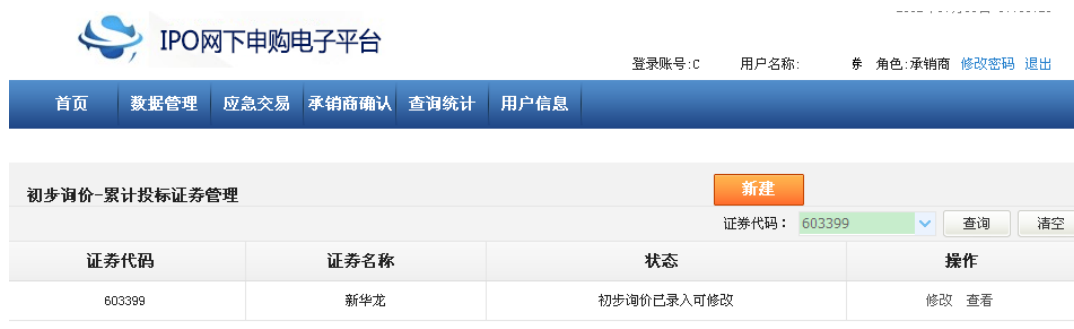 IPO网下申购电子平台
登录账号:C 用户名称: 券 角色:承销商 修改密码 退出
首页 数据管理 应急交易 承销商确认 查询统计 用户信息
初步询价-累计投标证券管理 新建
证券代码： 603399 查询 清空
证券代码 证券名称 状态 操作
603399 新华龙 初步询价已录入可修改 修改 查看